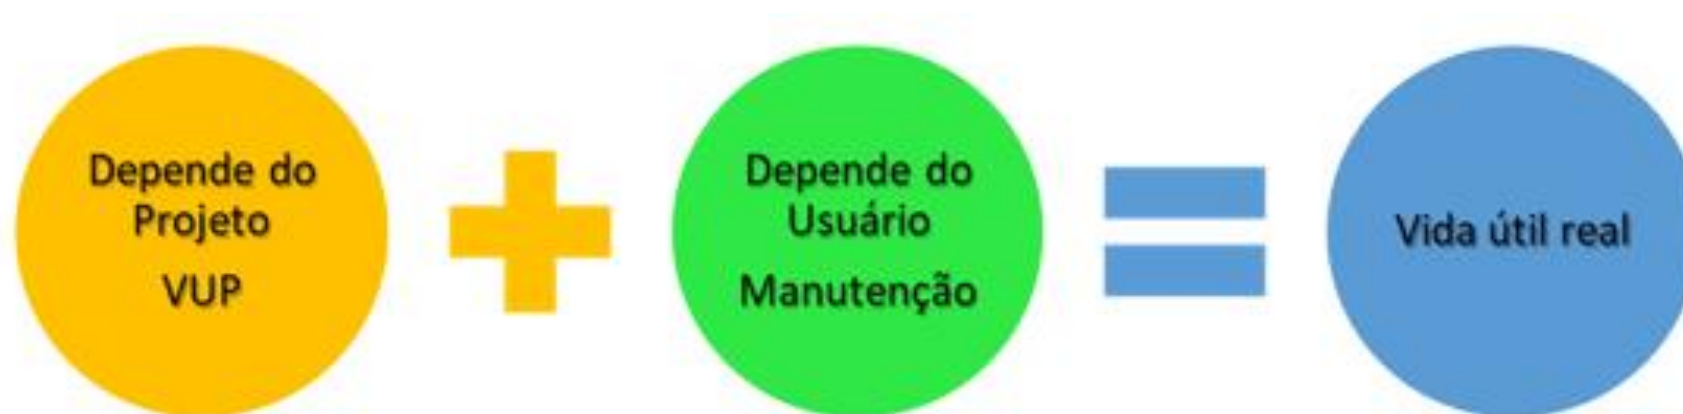 Depende do
Projeto
VUP
Depende do
Usuário
Manutenção
Vida útil real